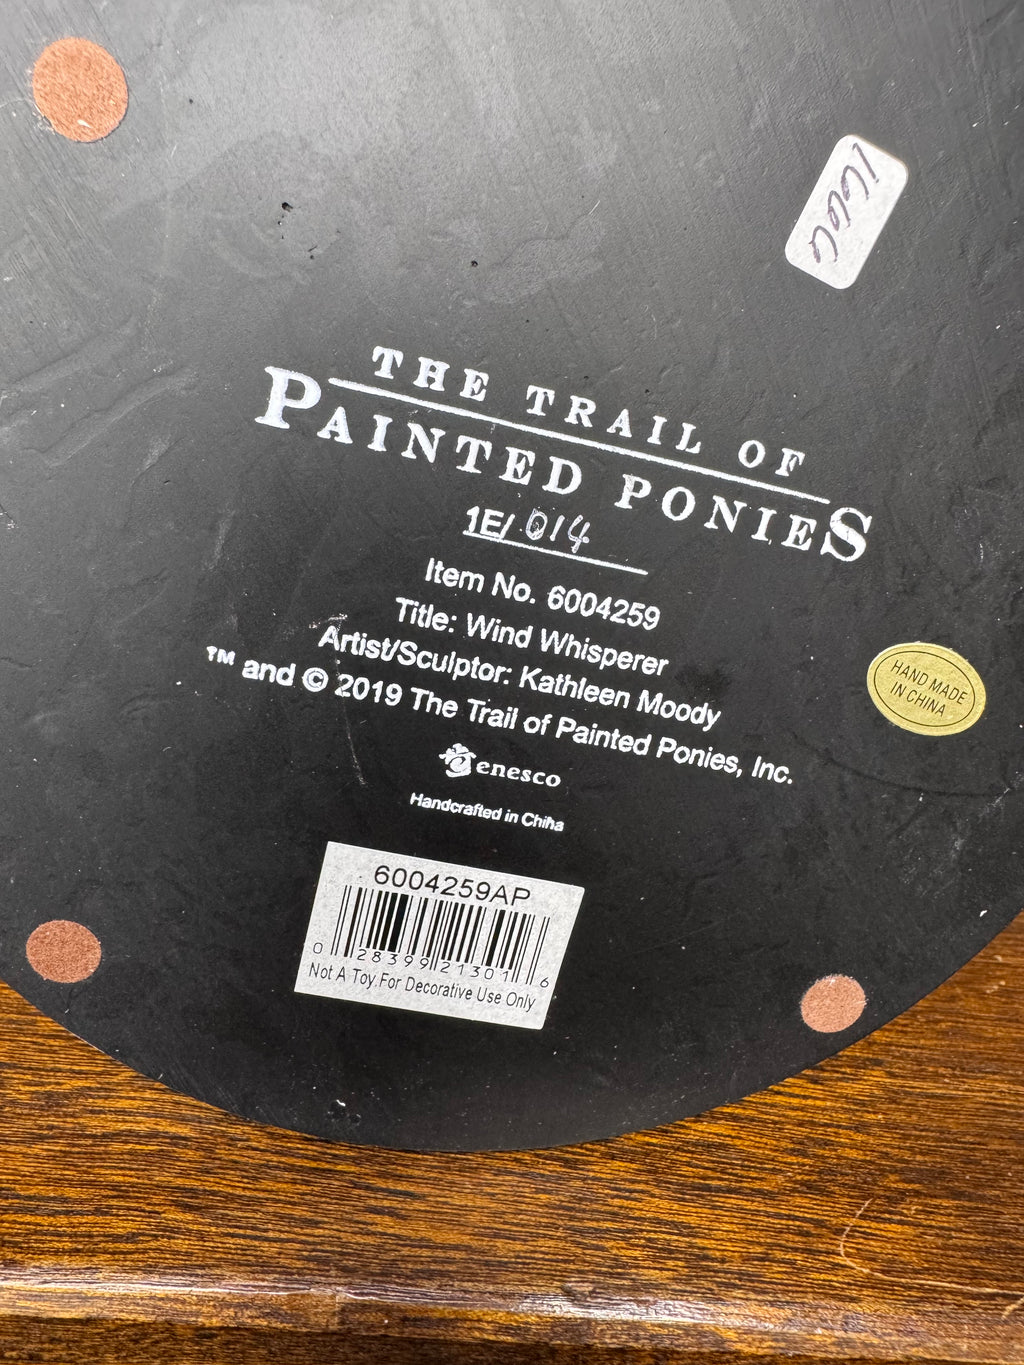 1666
THE TRAIL OF
PAINTED PONIES
1E/ 014
Item No. 6004259
Title: Wind Whisperer
Artist/Sculptor: Kathleen Moody
™ and © 2019 The Trail of Painted Ponies, Inc.
enesco
Handcrafted in China
HAND MADE
IN CHINA
6004259AP
0 28399 21301 6
Not A Toy.For Decorative Use Only